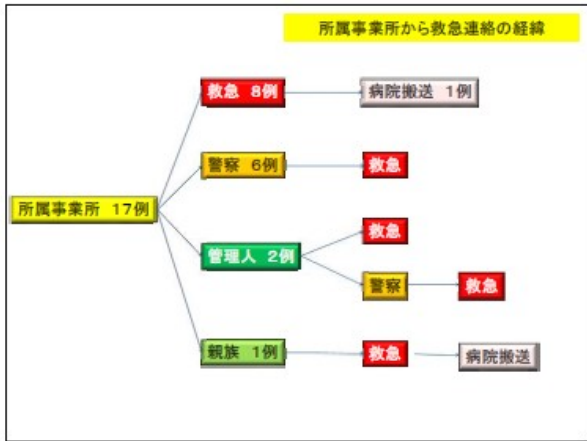 所属事業所から救急連絡の経緯
救急 8例
病院搬送 1例
警察 6例
救急
所属事業所 17例
救急
管理人 2例
警察
救急
親族 1例
救急
病院搬送